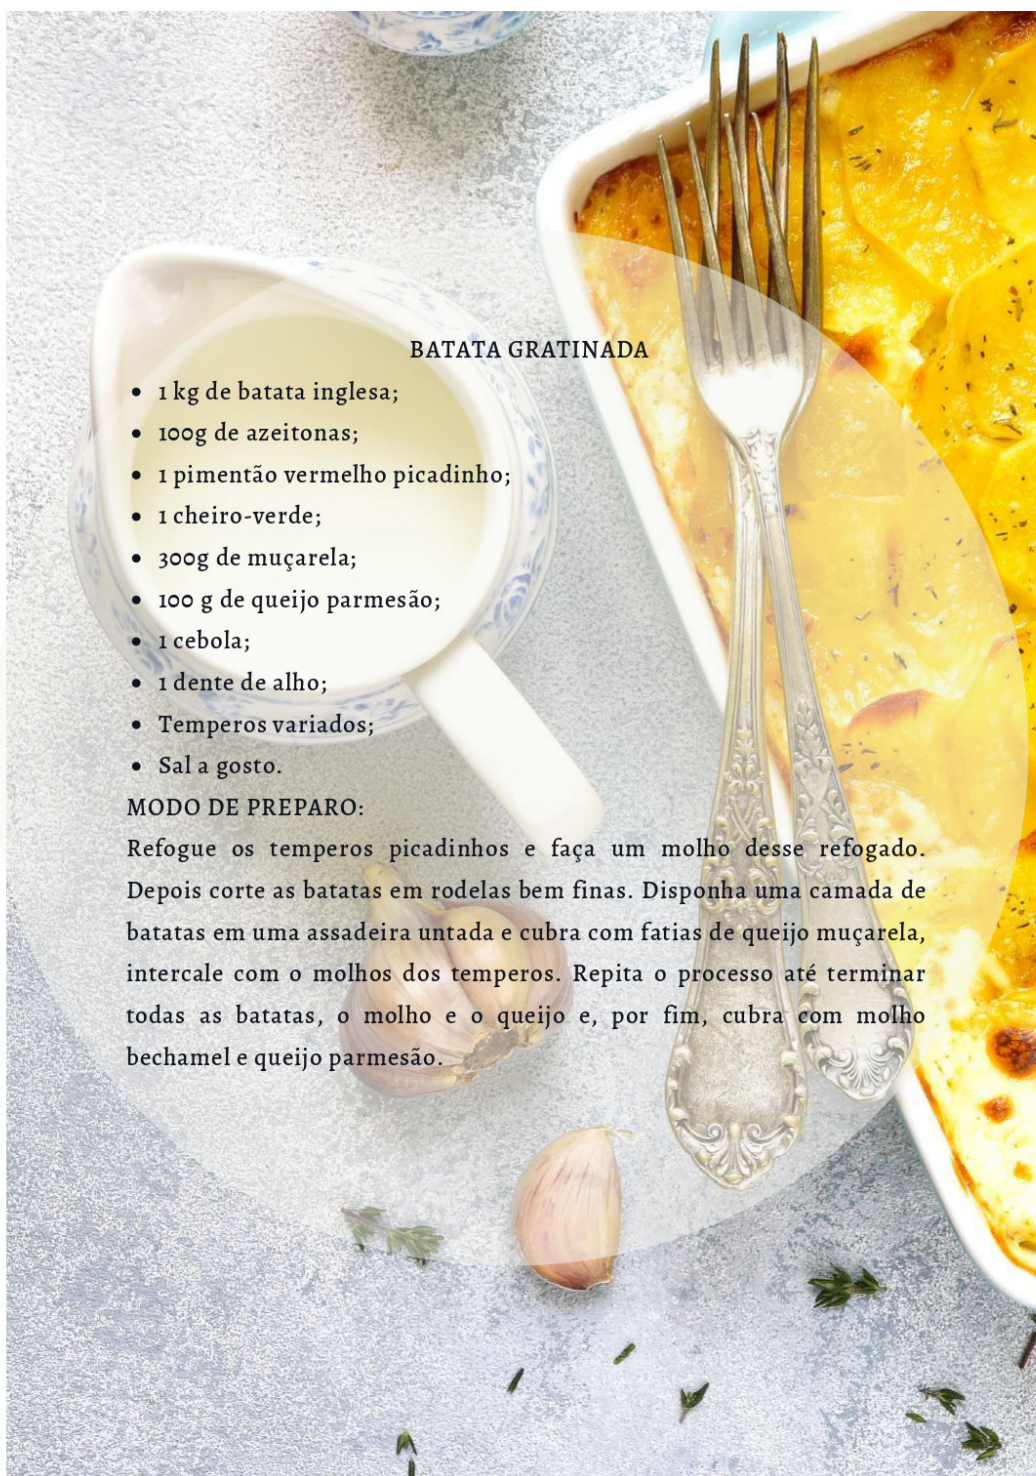 BATATA GRATINADA
• 1 kg de batata inglesa;
• 100g de azeitonas;
• 1 pimentão vermelho picadinho;
• 1 cheiro-verde;
• 300g de muçarela;
• 100 g de queijo parmesão;
• 1 cebola;
• 1 dente de alho;
• Temperos variados;
• Sal a gosto.
MODO DE PREPARO:
Refogue os temperos picadinhos e faça um molho desse refogado.
Depois corte as batatas em rodelas bem finas. Disponha uma camada de
batatas em uma assadeira untada e cubra com fatias de queijo muçarela,
intercale com o molhos dos temperos. Repita o processo até terminar
todas as batatas, o molho e o queijo e, por fim, cubra com molho
bechamel e queijo parmesão.